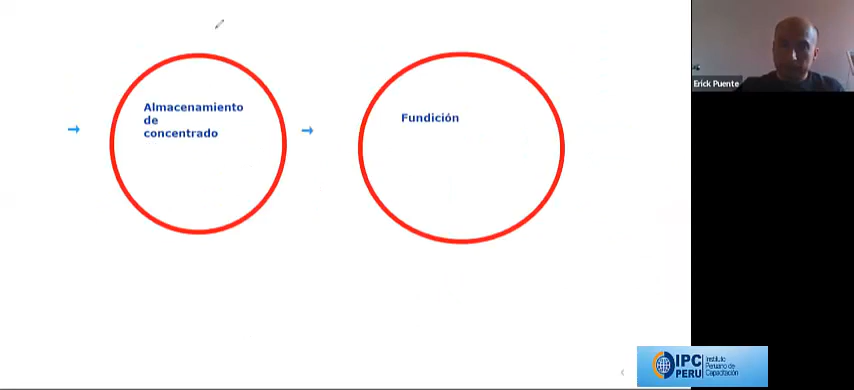 Almacenamiento
de
concentrado
Fundición
Erick Puente
IPC
PERU
Instituto
Peruano de
Capacitación